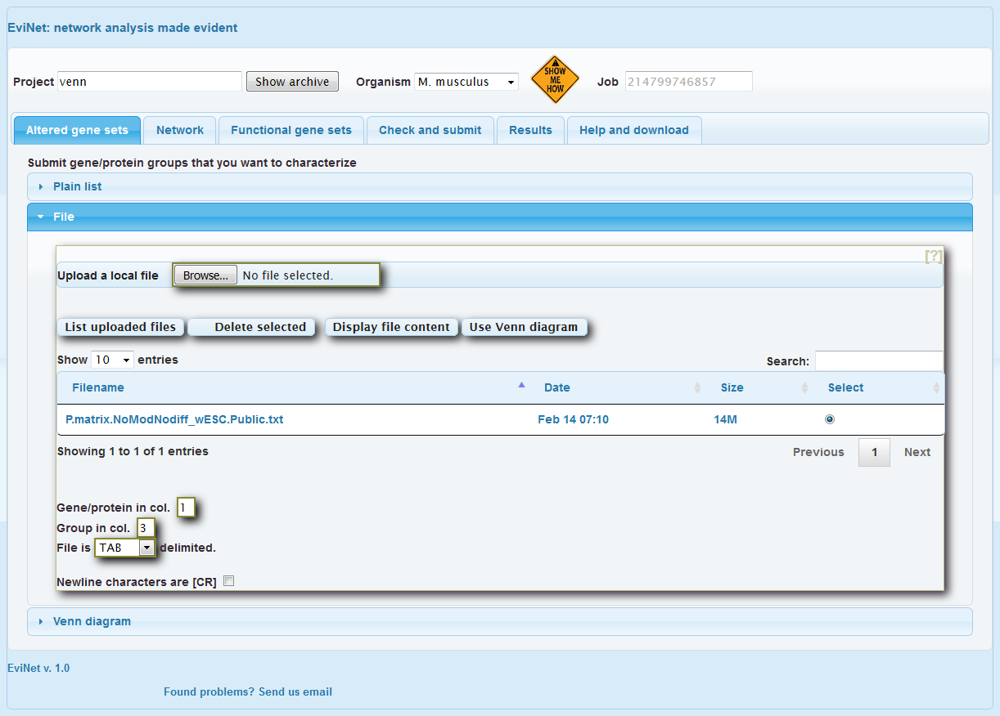 EviNet: network analysis made evident
Project venn Show archive Organism M. musculus SHOW ME HOW Job 214799746857
Altered gene sets Network Functional gene sets Check and submit Results Help and download
Submit gene/protein groups that you want to characterize
Plain list
File
[?]
Upload a local file Browse... No file selected.
List uploaded files Delete selected Display file content Use Venn diagram
Show 10 entries Search:
Filename Date Size Select
P.matrix.NoModNodiff_wESC.Public.txt Feb 14 07:10 14M
Showing 1 to 1 of 1 entries Previous 1 Next
Gene/protein in col. 1
Group in col. 3
File is TAB delimited.
Newline characters are [CR]
Venn diagram
EviNet v. 1.0
Found problems? Send us email